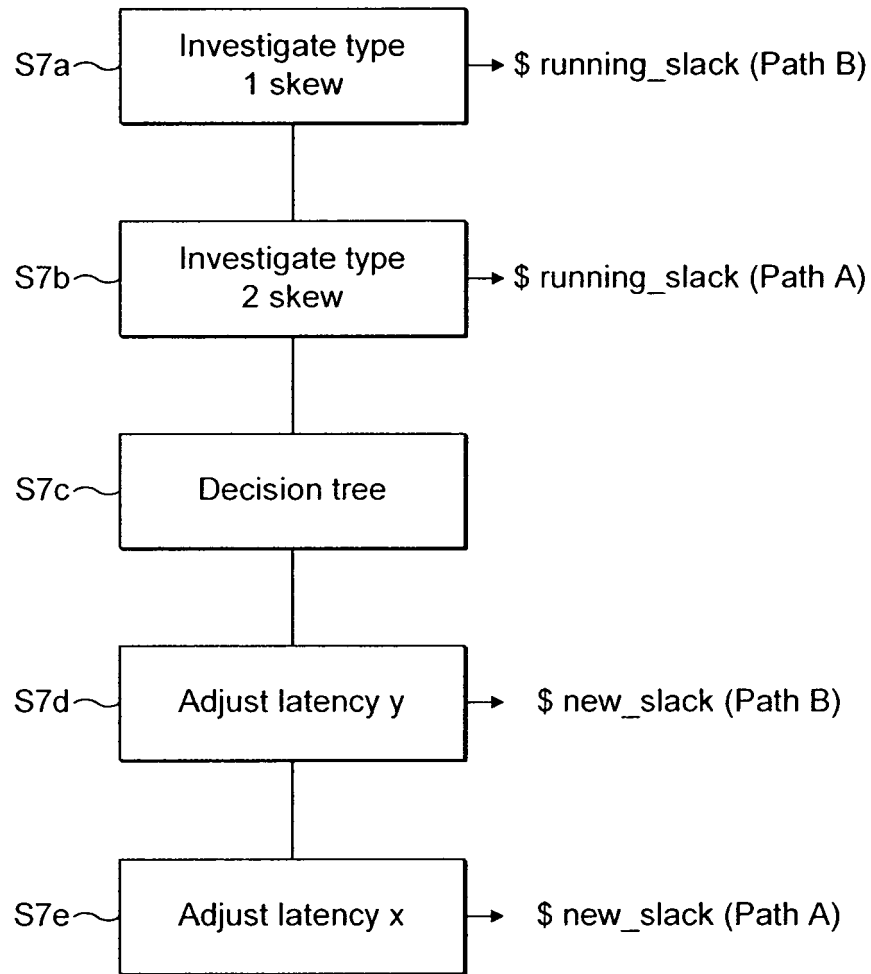 S7a
Investigate type
1 skew
$ running_slack (Path B)
S7b
Investigate type
2 skew
$ running_slack (Path A)
S7c
Decision tree
S7d
Adjust latency y
$ new_slack (Path B)
S7e
Adjust latency x
$ new_slack (Path A)